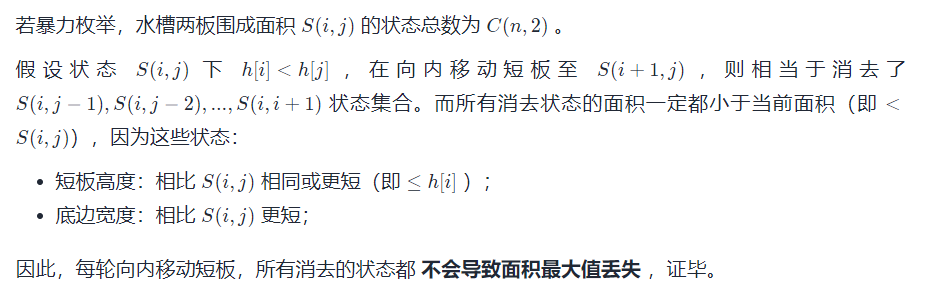 若暴力枚举，水槽两板围成面积 S(i,j) 的状态总数为 C(n,2) 。
假设状态 S(i,j) 下 h[i]<h[j] ，在向内移动短板至 S(i+1,j) ，则相当于消去了
S(i,j−1),S(i,j−2),...,S(i,i+1) 状态集合。而所有消去状态的面积一定都小于当前面积（即 <
S(i,j)），因为这些状态：
• 短板高度：相比 S(i,j) 相同或更短（即 ≤ h[i] ）；
• 底边宽度：相比 S(i,j) 更短；
因此，每轮向内移动短板，所有消去的状态都 不会导致面积最大值丢失 ，证毕。